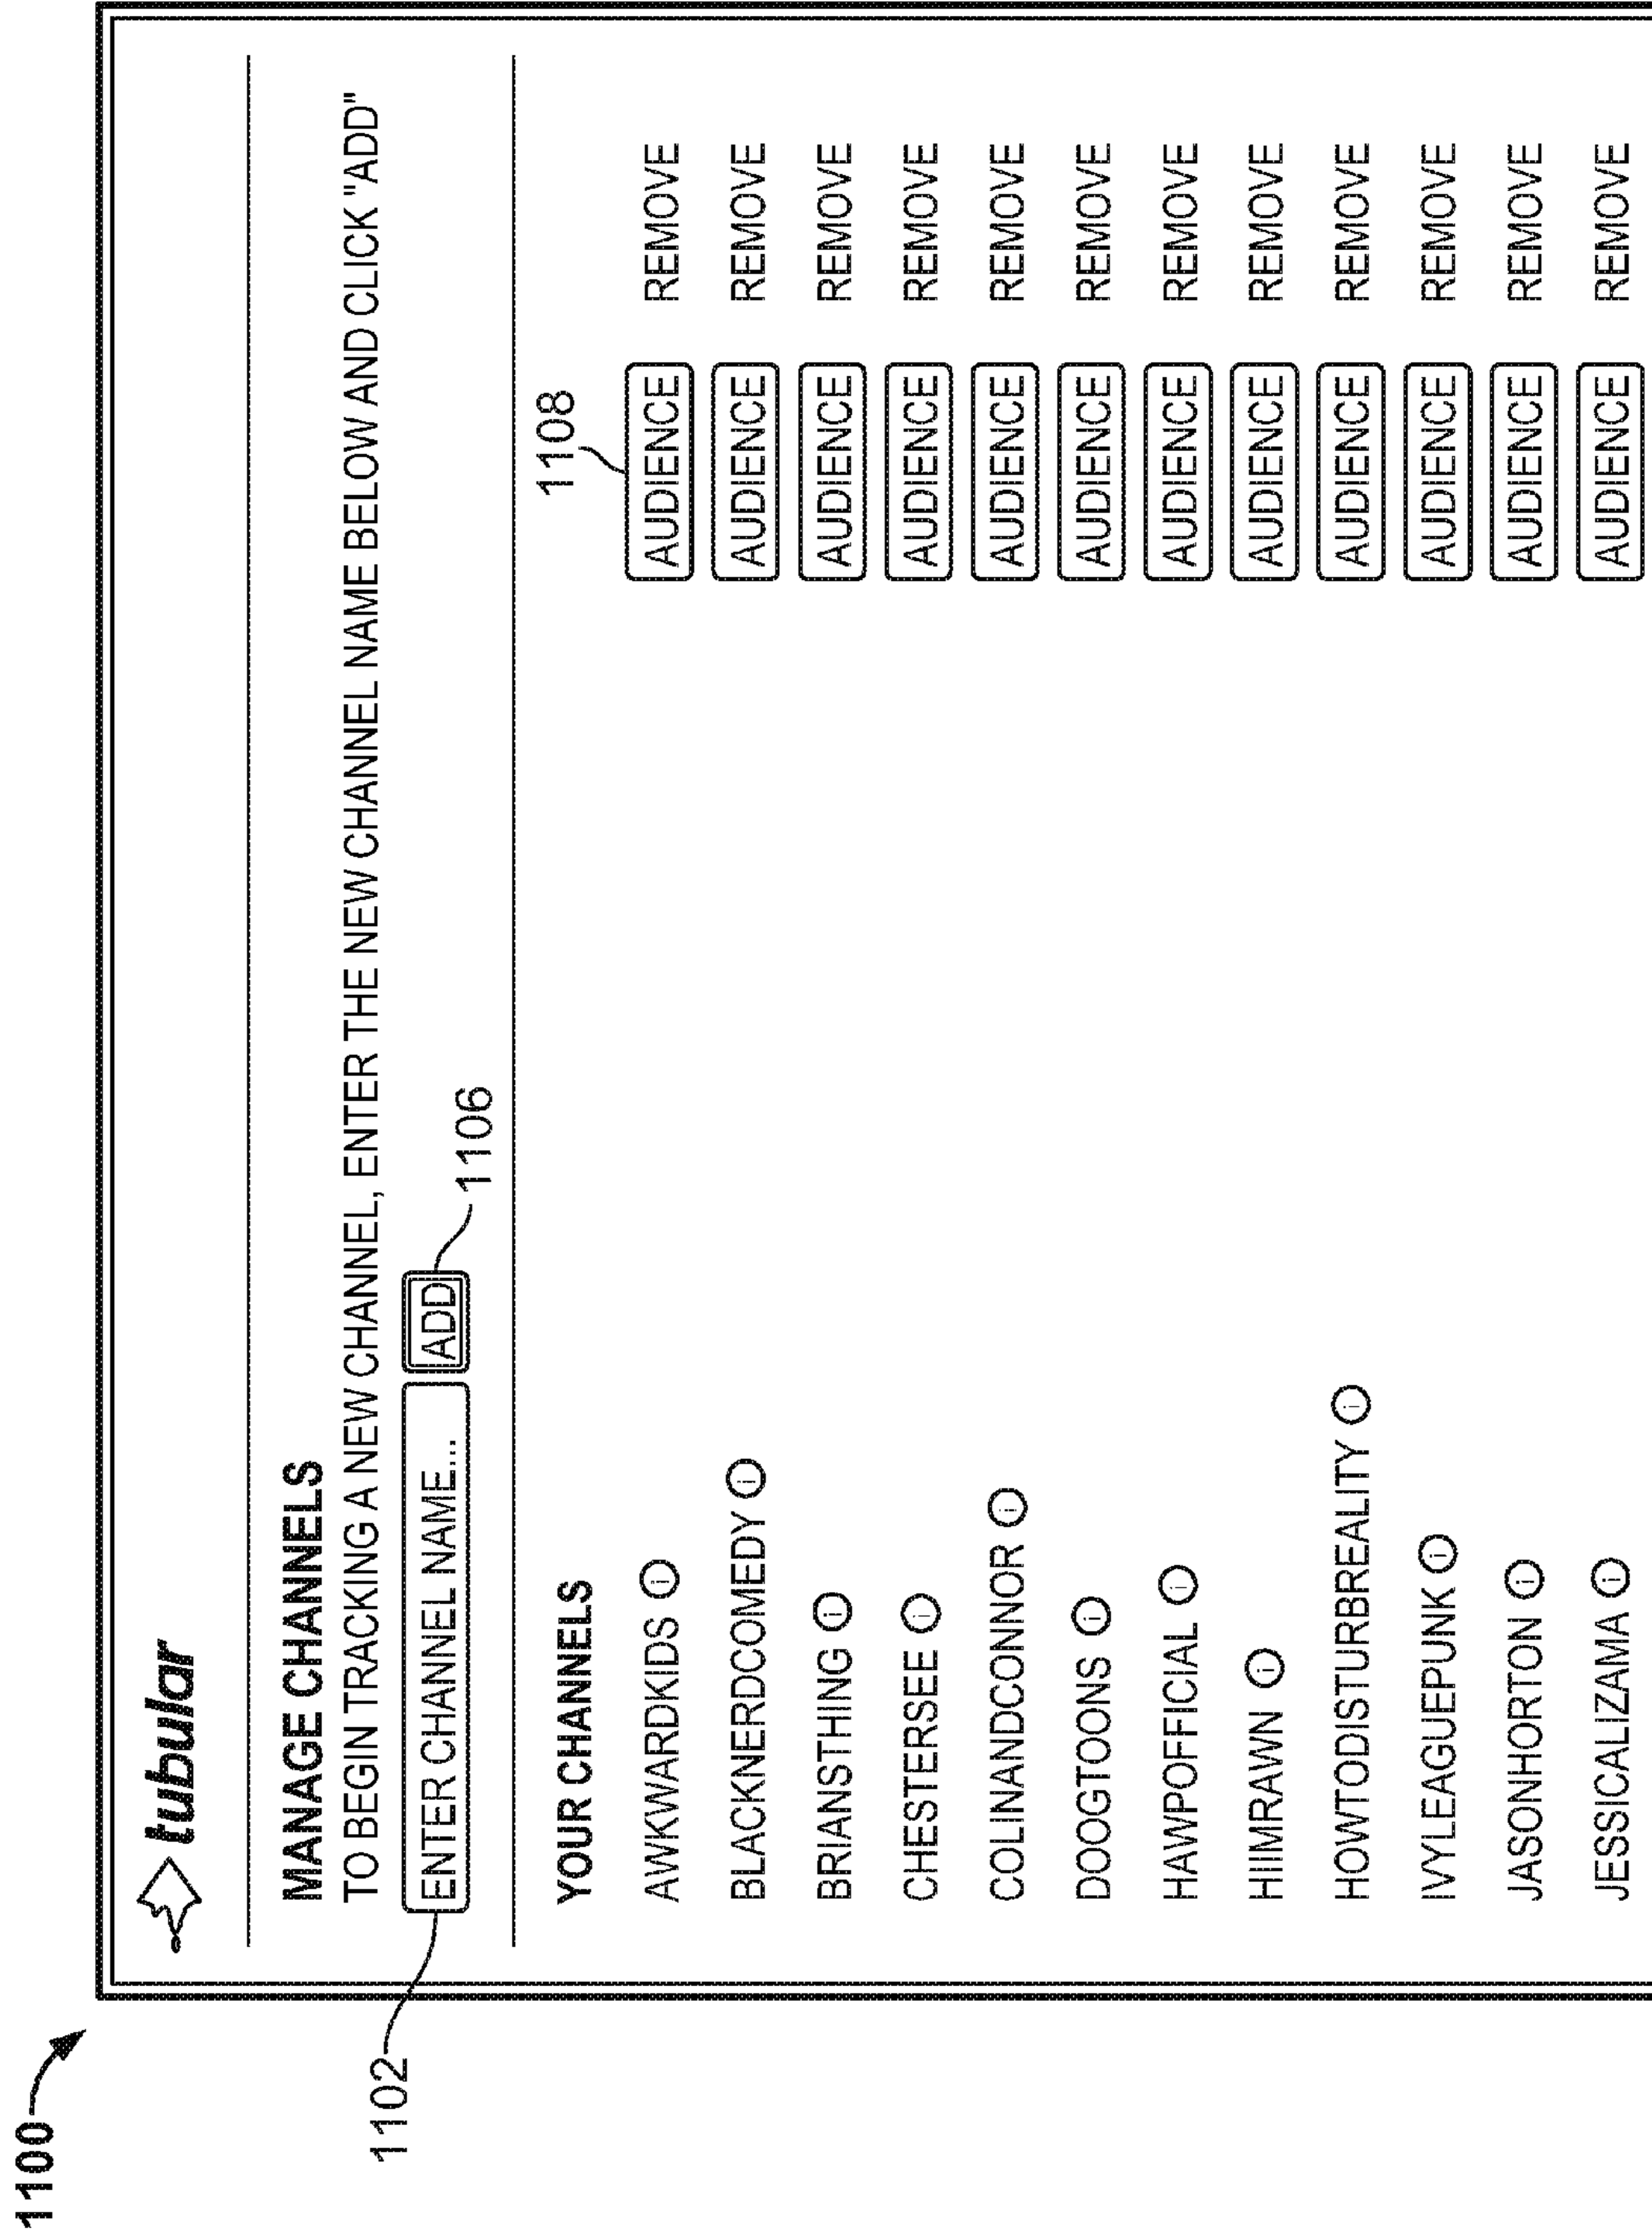 1100
tubular
MANAGE CHANNELS
TO BEGIN TRACKING A NEW CHANNEL, ENTER THE NEW CHANNEL NAME BELOW AND CLICK "ADD"
1102 ENTER CHANNEL NAME... ADD
1106
YOUR CHANNELS
1108
AWKWARDKIDS i AUDIENCE REMOVE
BLACKNERDCOMEDY i AUDIENCE REMOVE
BRIANSTHING i AUDIENCE REMOVE
CHESTERSEE i AUDIENCE REMOVE
COLINANDCONNOR i AUDIENCE REMOVE
DOOGTOONS i AUDIENCE REMOVE
HAWPOFFICIAL i AUDIENCE REMOVE
HIIMRAWN i AUDIENCE REMOVE
HOWTODISTURBREALITY i AUDIENCE REMOVE
IVYLEAGUEPUNK i AUDIENCE REMOVE
JASONHORTON i AUDIENCE REMOVE
JESSICALIZAMA i AUDIENCE REMOVE